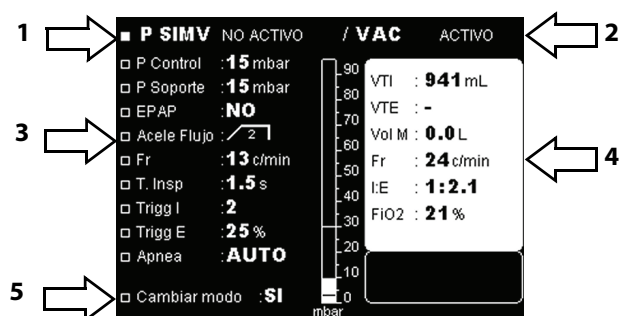 1
P SIMV NO ACTIVO / VAC ACTIVO
2
P Control :15 mbar
P Soporte :15 mbar
EPAP :NO
3
Acele Flujo : 2
Fr :13 c/min
T. Insp :1.5 s
Trigg I :2
Trigg E :25 %
Apnea :AUTO
5
Cambiar modo :SI
90
80
70
60
50
40
30
20
10
0
mbar
VTI : 941 mL
VTE : -
Vol M : 0.0 L
Fr : 24 c/min
4
I:E : 1:2.1
FiO2 : 21 %